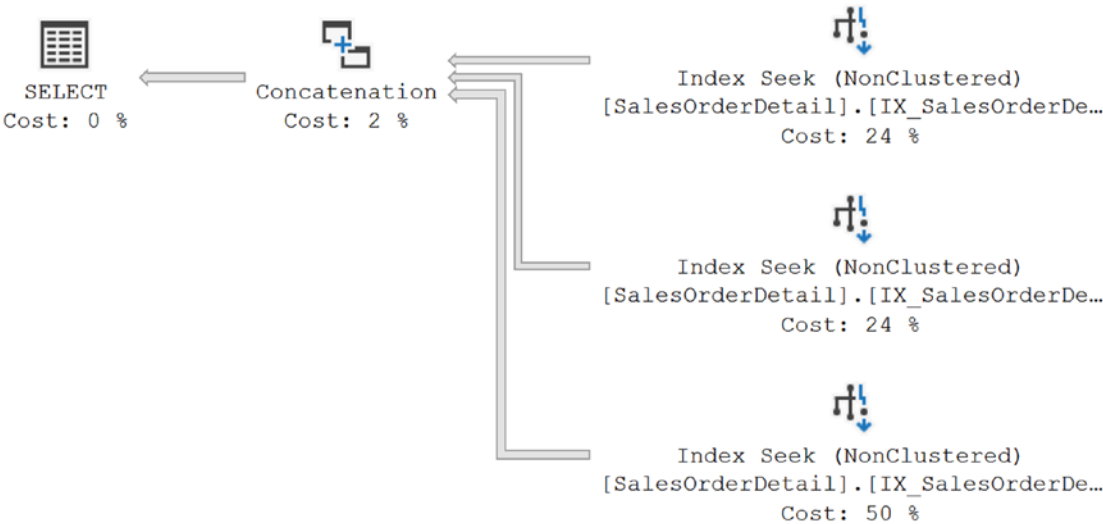 SELECT
Cost: 0 %
Concatenation
Cost: 2 %
Index Seek (NonClustered)
[SalesOrderDetail].[IX_SalesOrderDe…
Cost: 24 %
Index Seek (NonClustered)
[SalesOrderDetail].[IX_SalesOrderDe…
Cost: 24 %
Index Seek (NonClustered)
[SalesOrderDetail].[IX_SalesOrderDe…
Cost: 50 %